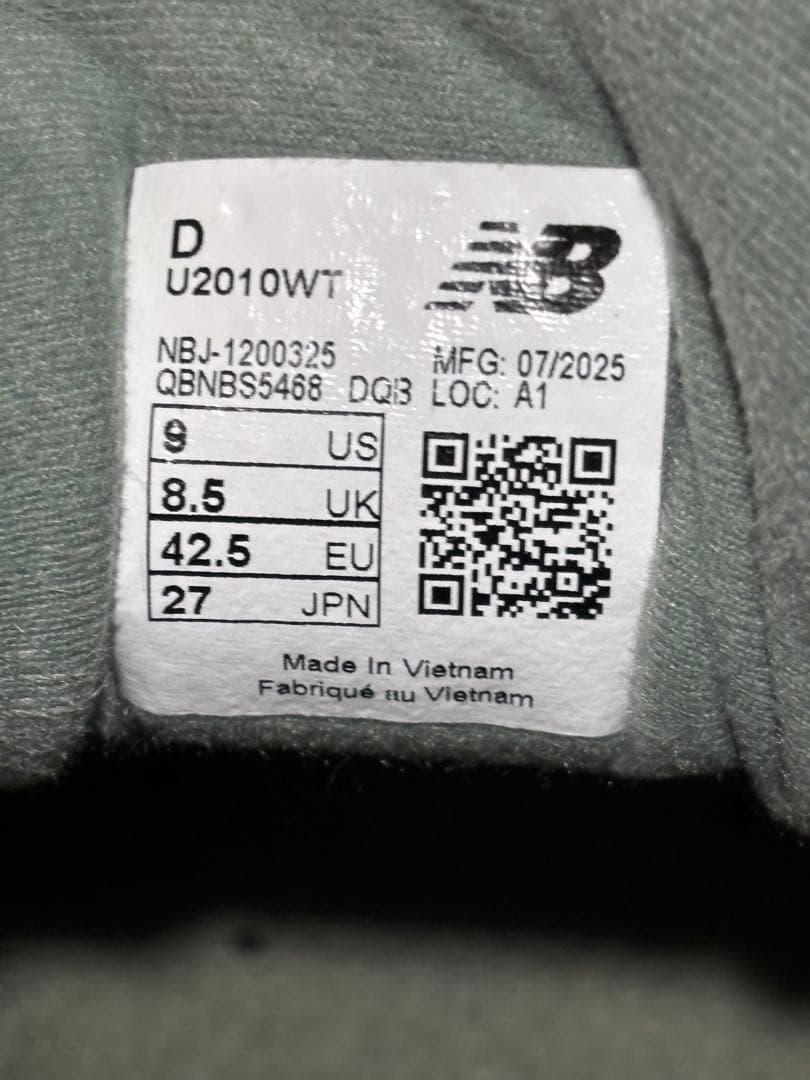 D
NB
U2010WT
NBJ-1200325
MFG: 07/2025
QBNBS5468 DQB
LOC: A1
9 US
8.5 UK
42.5 EU
27 JPN
Made In Vietnam
Fabriqué au Vietnam